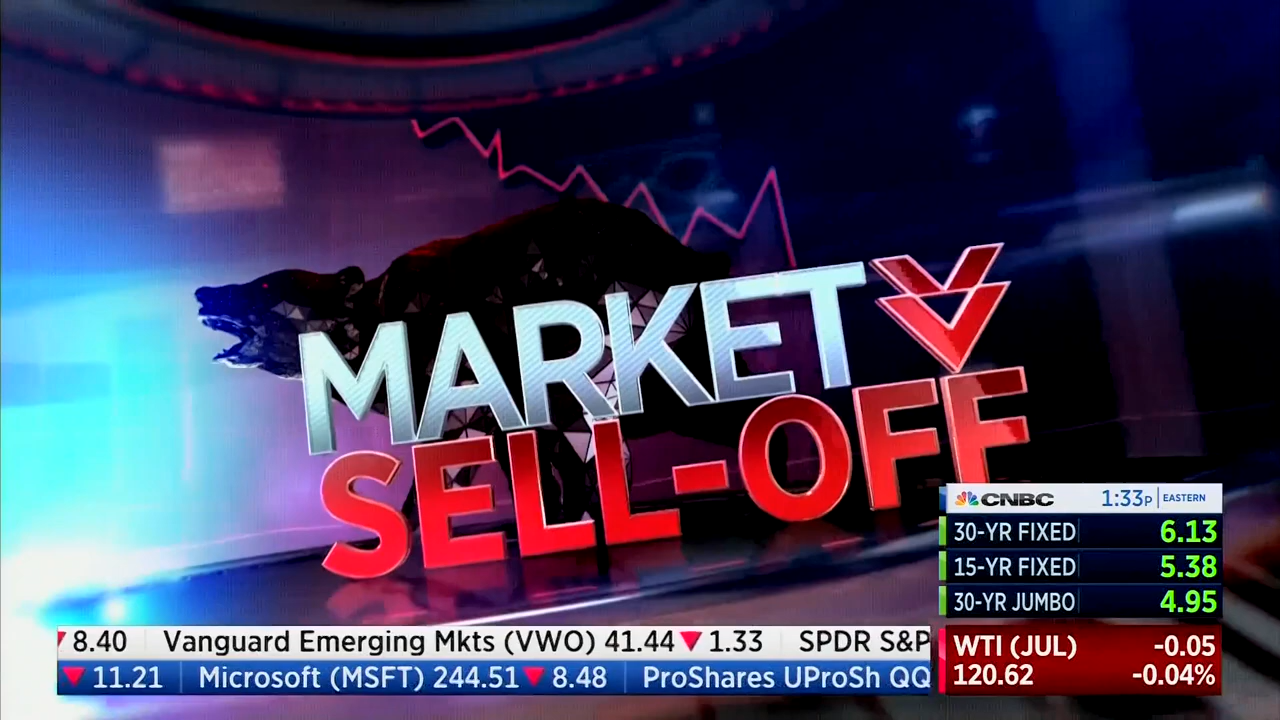 MARKET
SELL-OFF
CNBC 1:33P EASTERN
30-YR FIXED 6.13
15-YR FIXED 5.38
30-YR JUMBO 4.95
▼ 8.40 Vanguard Emerging Mkts (VWO) 41.44 ▼ 1.33 SPDR S&P
▼ 11.21 Microsoft (MSFT) 244.51 ▼ 8.48 ProShares UProSh QQ
WTI (JUL) -0.05
120.62 -0.04%